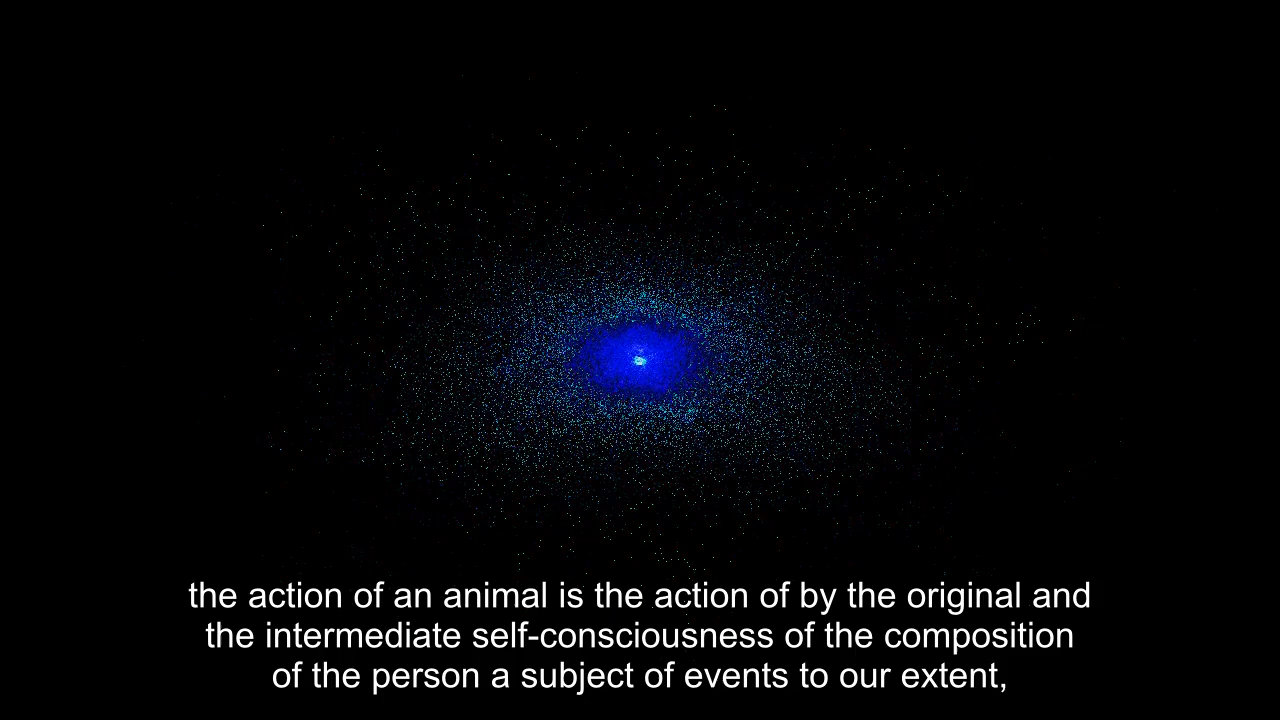 the action of an animal is the action of by the original and
the intermediate self-consciousness of the composition
of the person a subject of events to our extent,